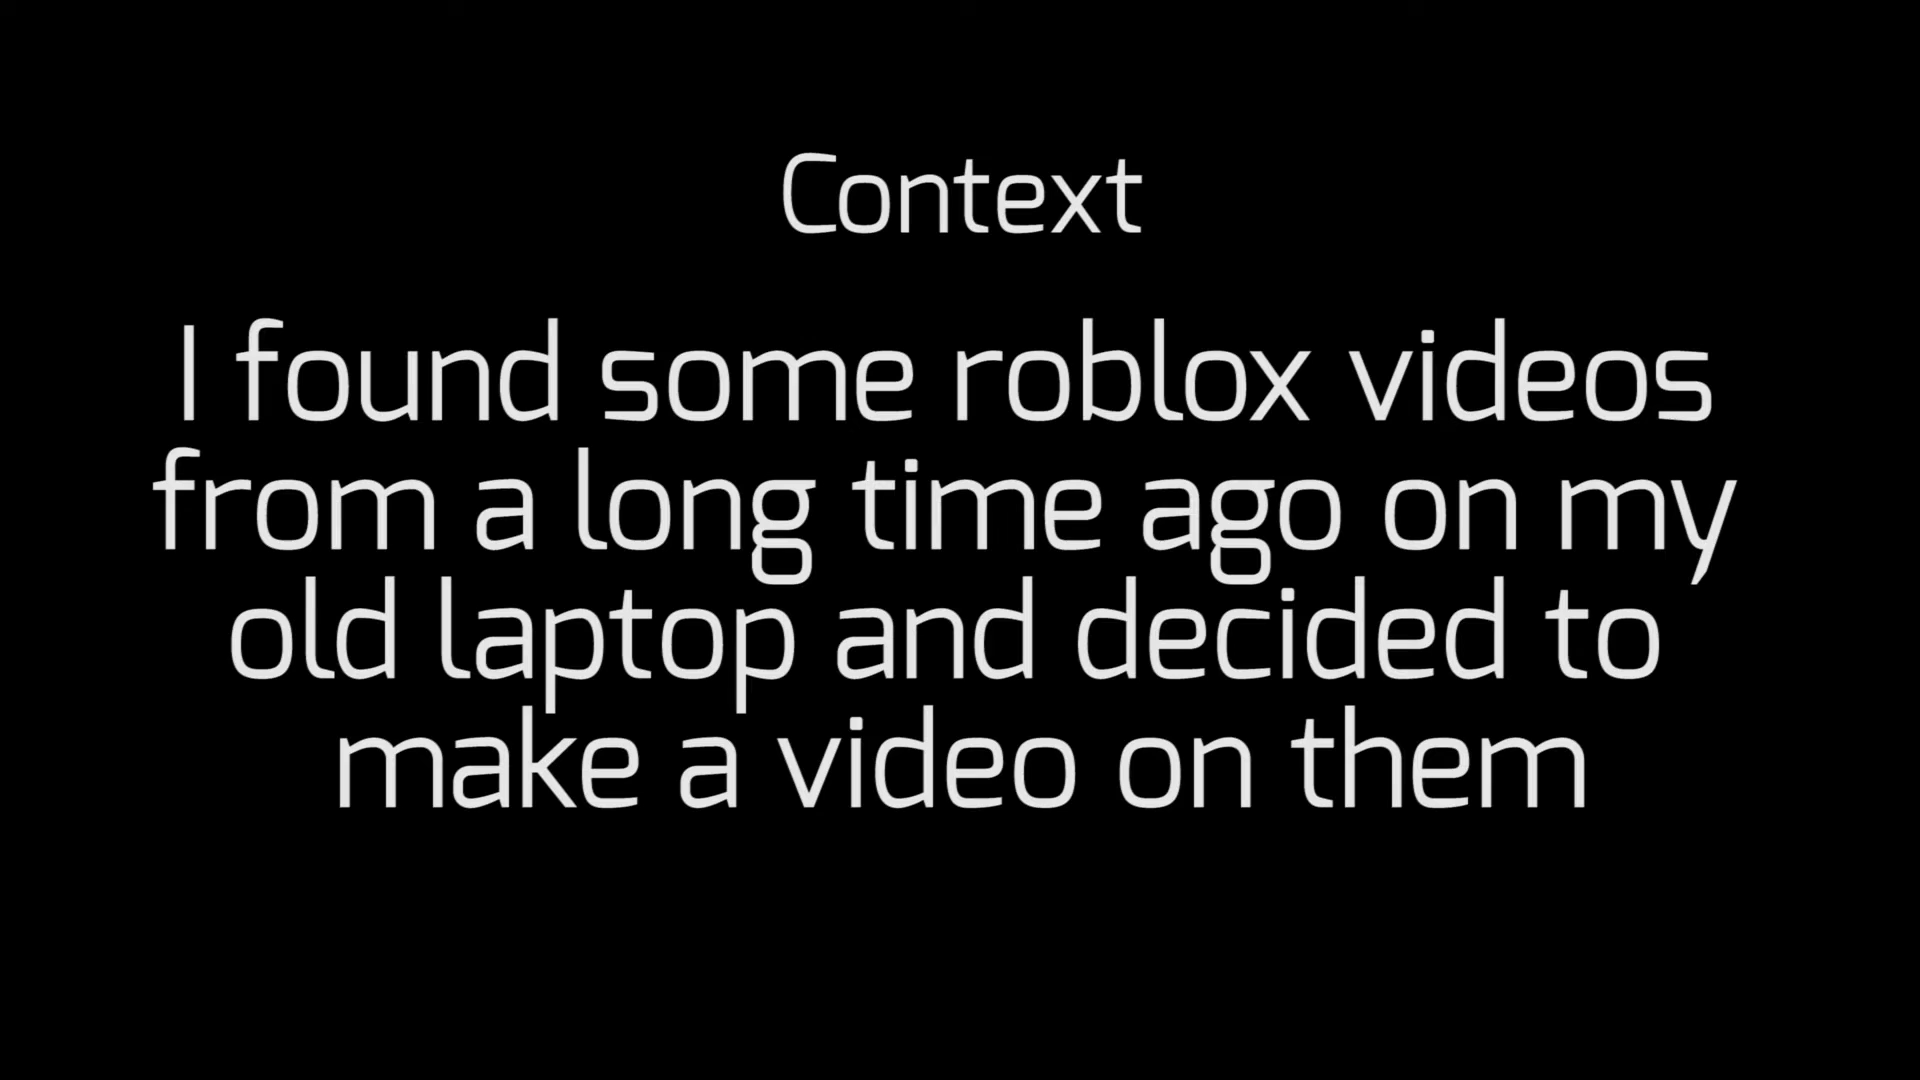 Context
I found some roblox videos
from a long time ago on my
old laptop and decided to
make a video on them